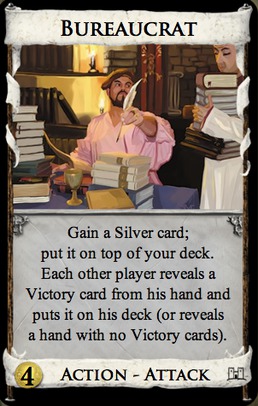 BUREAUCRAT
Gain a Silver card;
put it on top of your deck.
Each other player reveals a
Victory card from his hand and
puts it on his deck (or reveals
a hand with no Victory cards).
4 ACTION - ATTACK